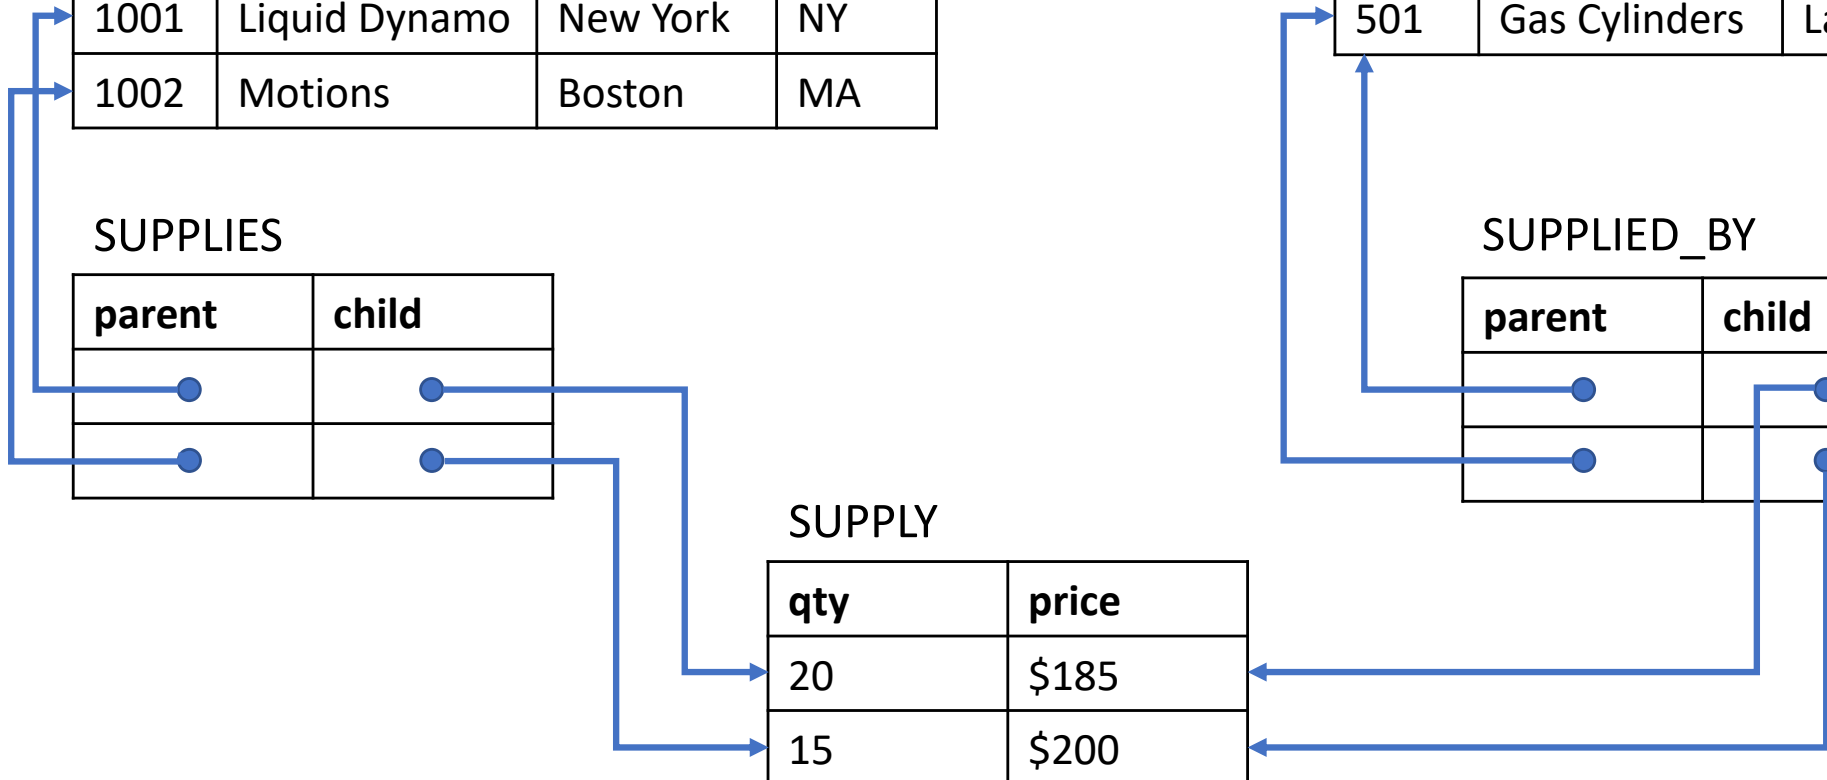 1001 Liquid Dynamo New York NY
501 Gas Cylinders
1002 Motions Boston MA
SUPPLIES
SUPPLIED_BY
parent child
parent child
SUPPLY
qty price
20 $185
15 $200